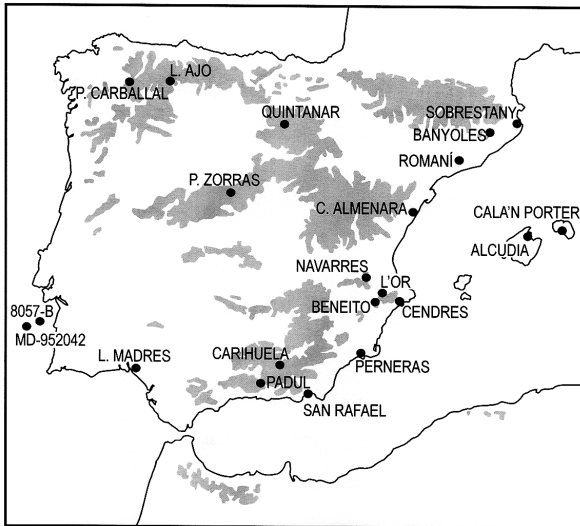 L. AJO
P. CARBALLAL
QUINTANAR
SOBRESTANY
BANYOLES
ROMANÍ
P. ZORRAS
C. ALMENARA
CALA'N PORTER
ALCUDIA
NAVARRES
L'OR
BENEITO
CENDRES
8057-B
MD-952042
L. MADRES
CARIHUELA
PERNERAS
PADUL
SAN RAFAEL